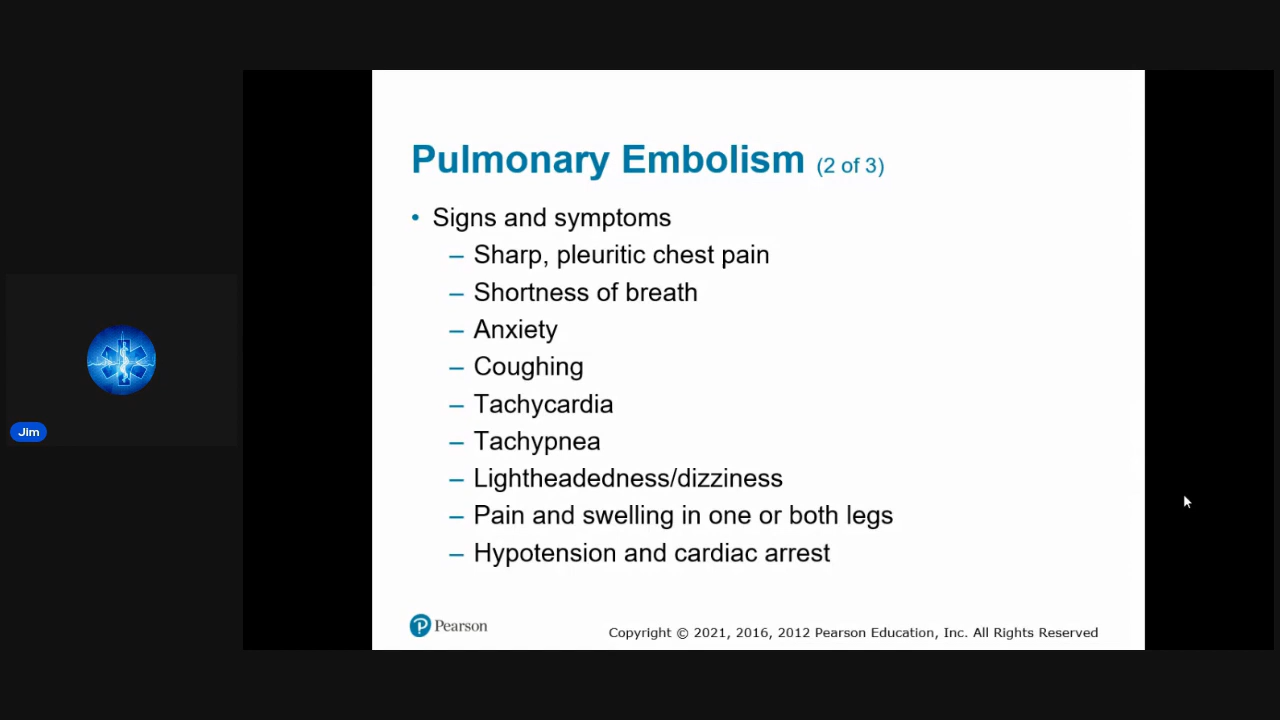 Pulmonary Embolism (2 of 3)
• Signs and symptoms
– Sharp, pleuritic chest pain
– Shortness of breath
– Anxiety
– Coughing
– Tachycardia
– Tachypnea
– Lightheadedness/dizziness
– Pain and swelling in one or both legs
– Hypotension and cardiac arrest
Jim
Pearson
Copyright © 2021, 2016, 2012 Pearson Education, Inc. All Rights Reserved